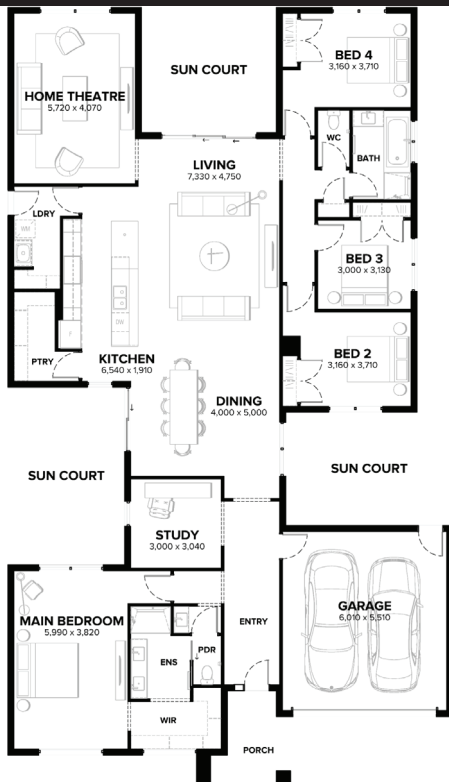 SUN COURT
BED 4
3,160 x 3,710
HOME THEATRE
5,720 x 4,070
WC
BATH
LIVING
7,330 x 4,750
LDRY
WM
BED 3
3,000 x 3,130
DW
PTRY
KITCHEN
6,540 x 1,910
BED 2
3,160 x 3,710
DINING
4,000 x 5,000
SUN COURT
SUN COURT
STUDY
3,000 x 3,040
MAIN BEDROOM
5,990 x 3,820
GARAGE
6,010 x 5,510
ENTRY
PDR
ENS
WIR
PORCH